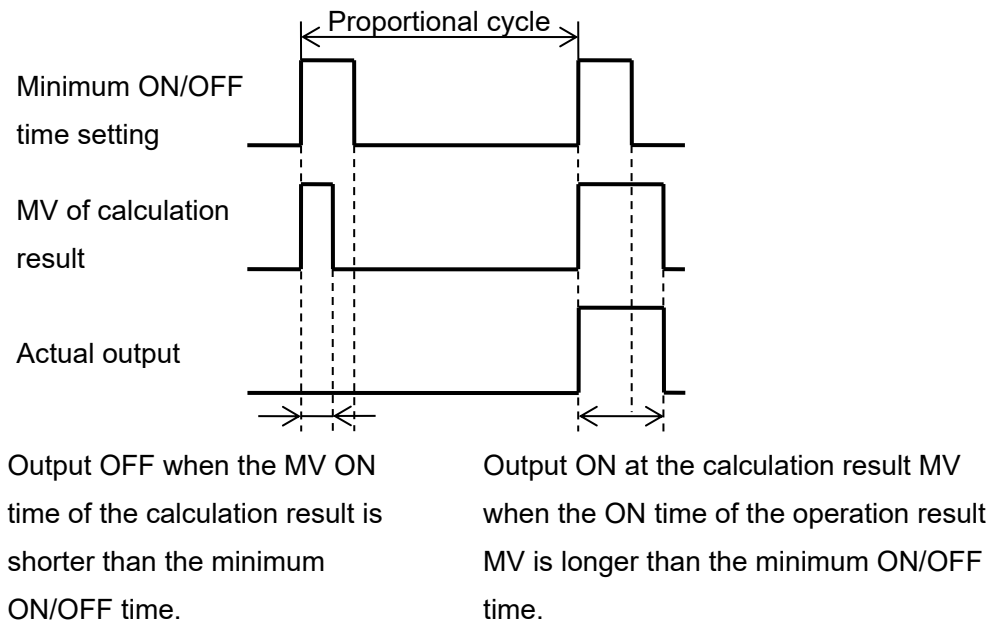 Proportional cycle
Minimum ON/OFF
time setting
MV of calculation
result
Actual output
Output OFF when the MV ON
time of the calculation result is
shorter than the minimum
ON/OFF time.
Output ON at the calculation result MV
when the ON time of the operation result
MV is longer than the minimum ON/OFF
time.